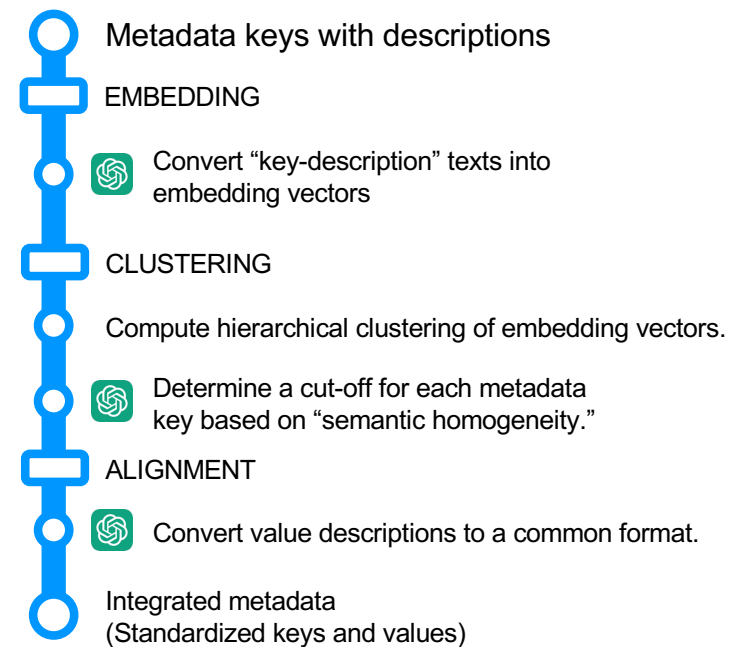 Metadata keys with descriptions
EMBEDDING
Convert “key-description” texts into
embedding vectors
CLUSTERING
Compute hierarchical clustering of embedding vectors.
Determine a cut-off for each metadata
key based on “semantic homogeneity.”
ALIGNMENT
Convert value descriptions to a common format.
Integrated metadata
(Standardized keys and values)